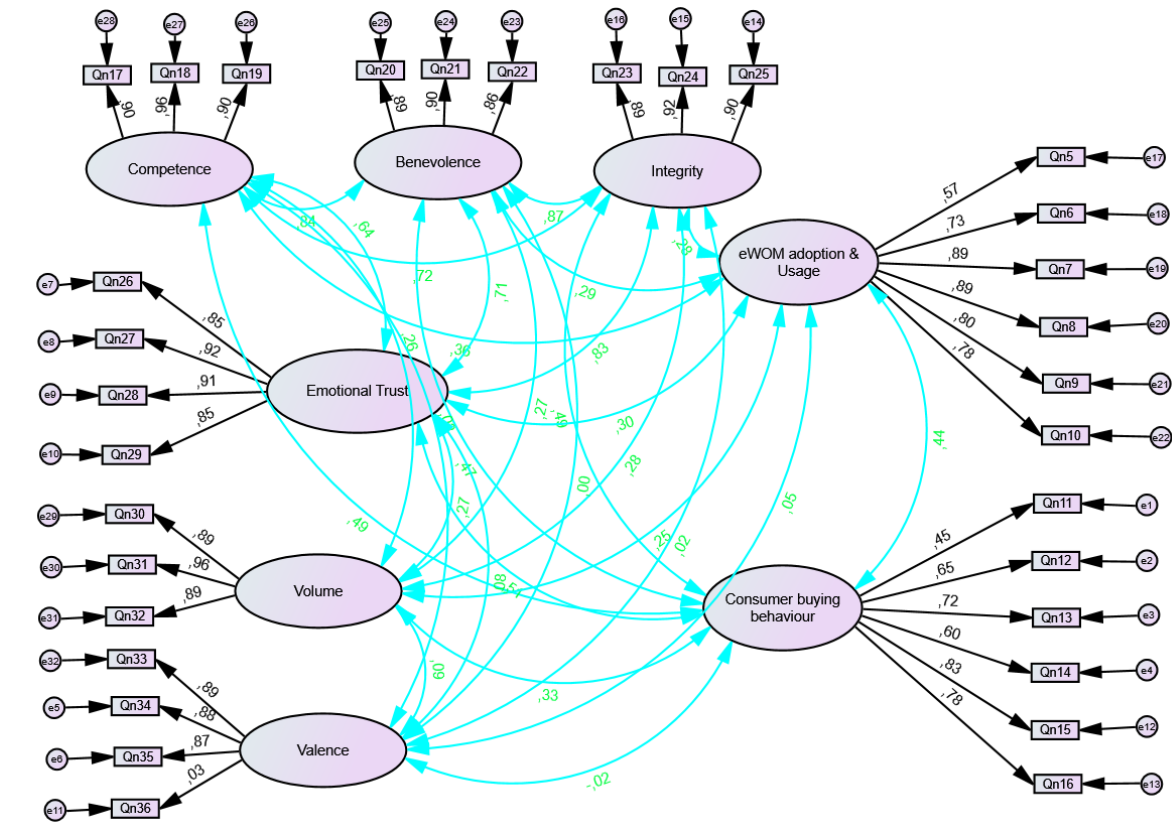 e28
e27
e26
e25
e24
e23
e16
e15
e14
Qn17
Qn18
Qn19
Qn20
Qn21
Qn22
Qn23
Qn24
Qn25
,90
,96
,90
,89
,90
,86
,89
,92
,90
Competence
Benevolence
Integrity
,84
,64
,87
,72
,71
,29
,29
,26
,36
,83
,27
,49
,30
,47
,27
,28
,00
,05
,49
,25
,02
,08
,54
,44
,60
,33
-,02
eWOM adoption &
Usage
,57
,73
,89
,89
,80
,78
Qn5
e17
Qn6
e18
Qn7
e19
Qn8
e20
Qn9
e21
Qn10
e22
e7
Qn26
,85
e8
Qn27
,92
e9
Qn28
,91
e10
Qn29
,85
Emotional Trust
e29
Qn30
,89
e30
Qn31
,96
e31
Qn32
,89
Volume
e32
Qn33
,89
e5
Qn34
,88
e6
Qn35
,87
e11
Qn36
,03
Valence
Consumer buying
behaviour
,45
,65
,72
,60
,83
,78
Qn11
e1
Qn12
e2
Qn13
e3
Qn14
e4
Qn15
e12
Qn16
e13